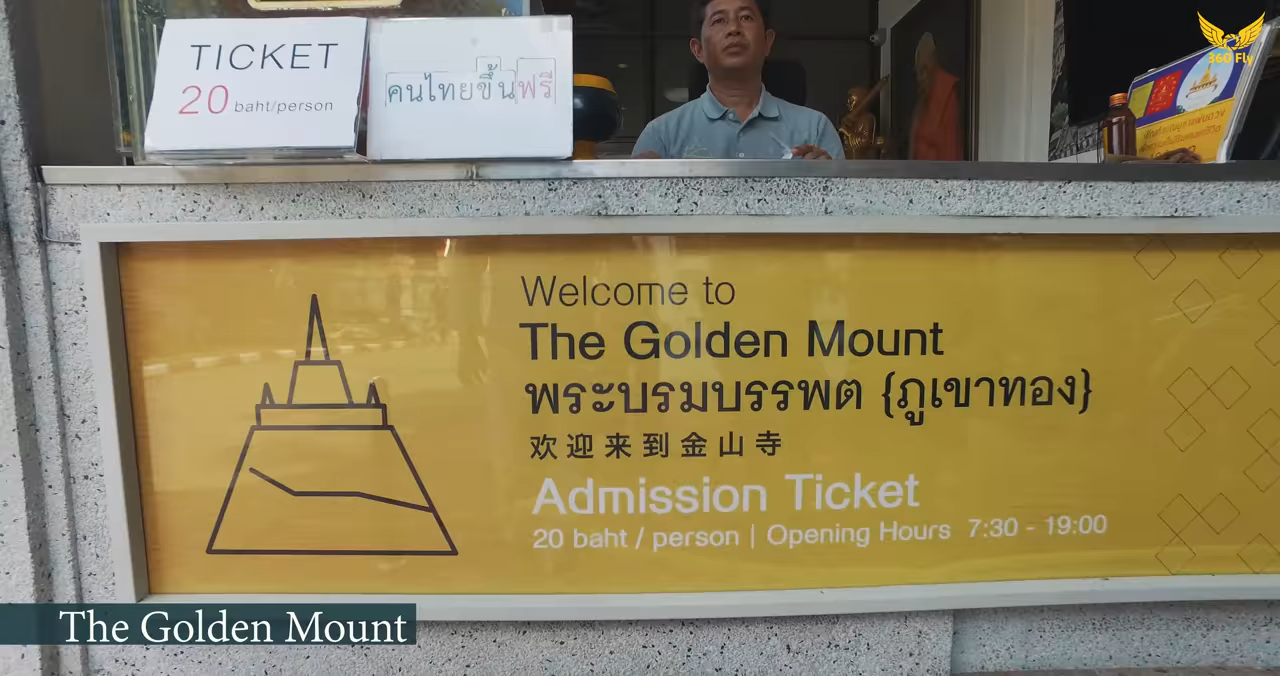 TICKET
20 baht/person
คนไทยขึ้นฟรี
360 Fly
Welcome to
The Golden Mount
พระบรมบรรพต {ภูเขาทอง}
欢迎来到金山寺
Admission Ticket
20 baht / person | Opening Hours 7:30 - 19:00
The Golden Mount